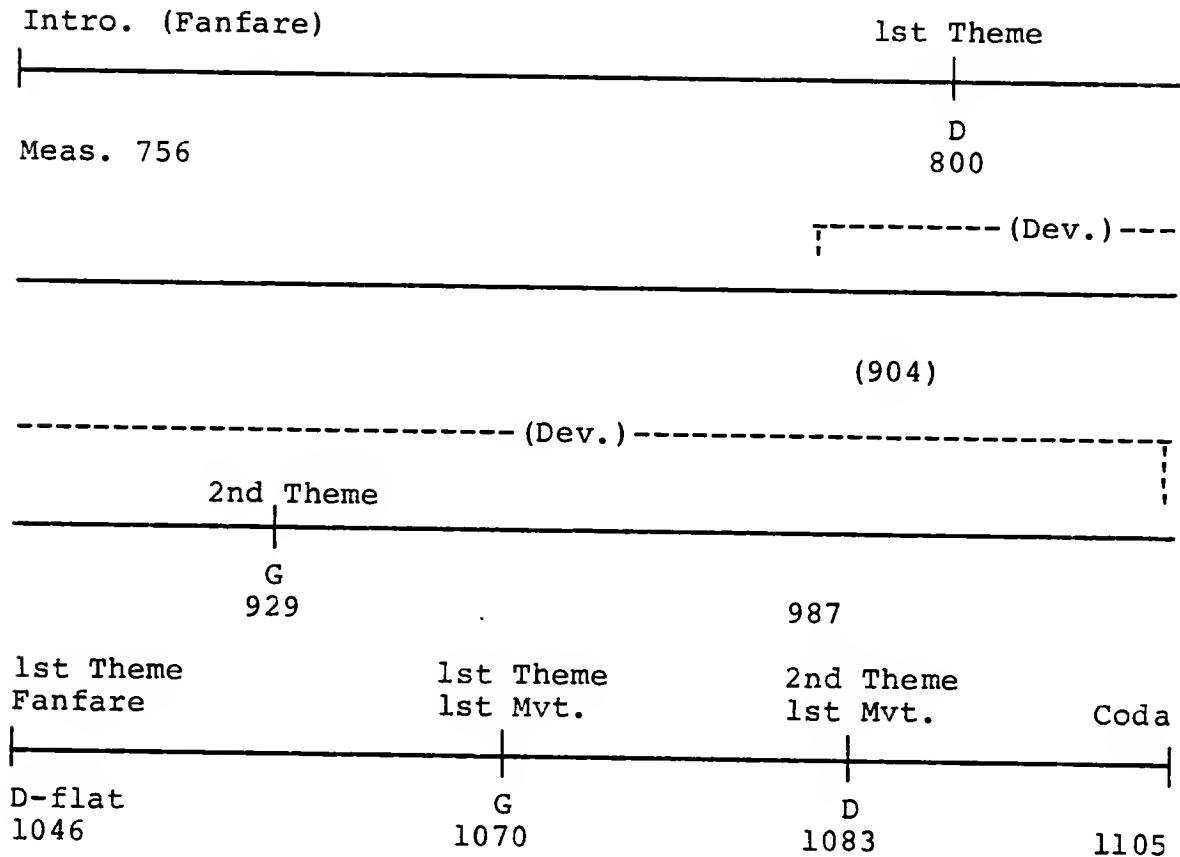 Intro. (Fanfare)
1st Theme
Meas. 756
D
800
(Dev.)
(904)
(Dev.)
2nd Theme
G
929
987
1st Theme
Fanfare
1st Theme
1st Mvt.
2nd Theme
1st Mvt.
Coda
D-flat
1046
G
1070
D
1083
1105